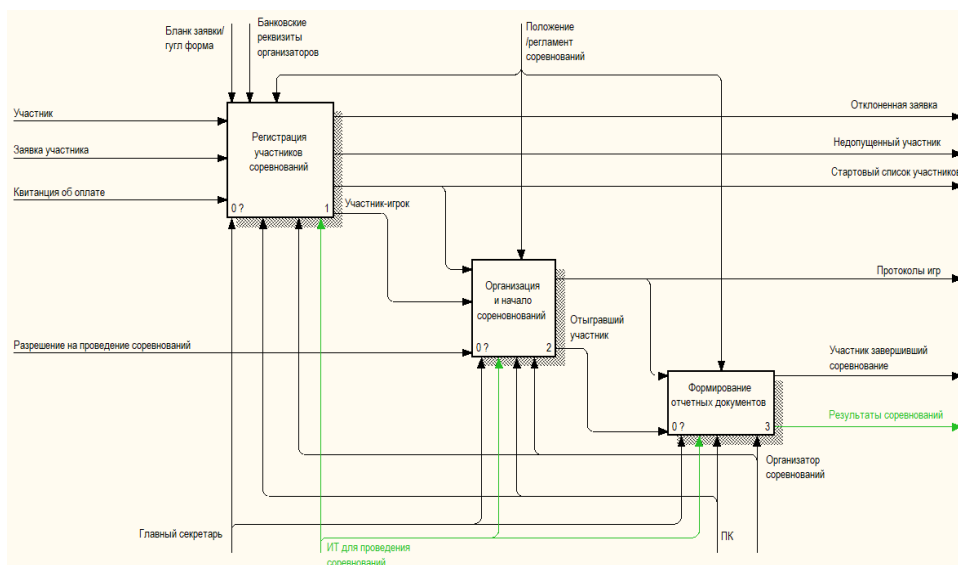 Бланк заявки/
гугл форма
Банковские
реквизиты
организаторов
Положение
/регламент
соревнований
Участник
Заявка участника
Квитанция об оплате
Регистрация
участников
соревнований
0 ?
1
Отклоненная заявка
Недопущенный участник
Стартовый список участников
Участник-игрок
Организация
и начало
сореновнований
0 ?
2
Протоколы игр
Отыгравший
участник
Разрешение на проведение соревнований
Участник завершивший
соревнование
Формирование
отчетных документов
0 ?
3
Результаты соревнований
Организатор
соревнований
Главный секретарь
ИТ для проведения
соревнований
ПК